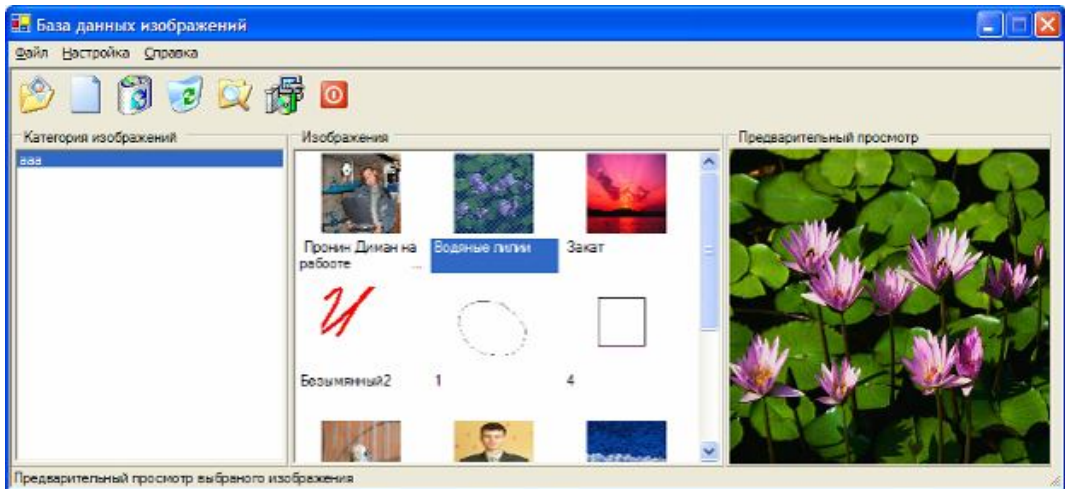 База данных изображений
Файл Настройка Справка
Категория изображений
Изображения
Предварительный просмотр
aaa
Пронин Диман на
работе ...
Водяные лилии
Закат
Безымянный2
1
4
Предварительный просмотр выбраного изображения